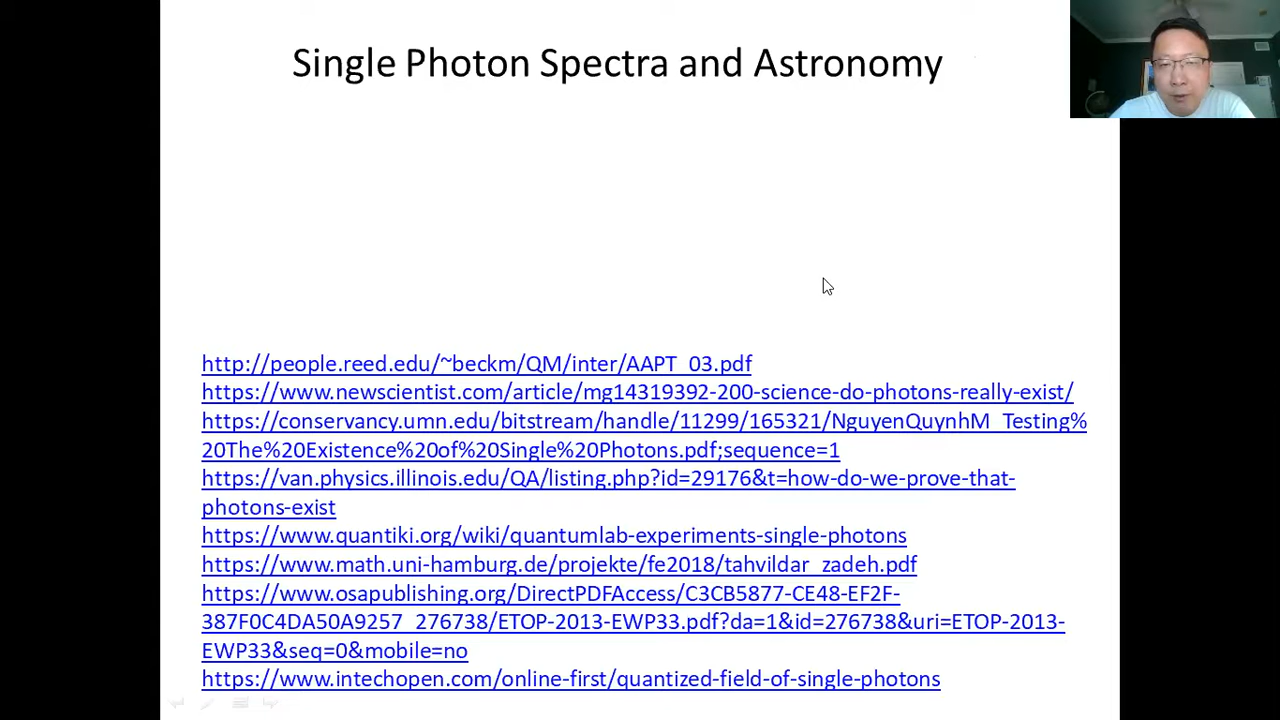 Single Photon Spectra and Astronomy
http://people.reed.edu/~beckm/QM/inter/AAPT_03.pdf
https://www.newscientist.com/article/mg14319392-200-science-do-photons-really-exist/
https://conservancy.umn.edu/bitstream/handle/11299/165321/NguyenQuynhM_Testing%
20The%20Existence%20of%20Single%20Photons.pdf;sequence=1
https://van.physics.illinois.edu/QA/listing.php?id=29176&t=how-do-we-prove-that-
photons-exist
https://www.quantiki.org/wiki/quantumlab-experiments-single-photons
https://www.math.uni-hamburg.de/projekte/fe2018/tahvildar_zadeh.pdf
https://www.osapublishing.org/DirectPDFAccess/C3CB5877-CE48-EF2F-
387F0C4DA50A9257_276738/ETOP-2013-EWP33.pdf?da=1&id=276738&uri=ETOP-2013-
EWP33&seq=0&mobile=no
https://www.intechopen.com/online-first/quantized-field-of-single-photons